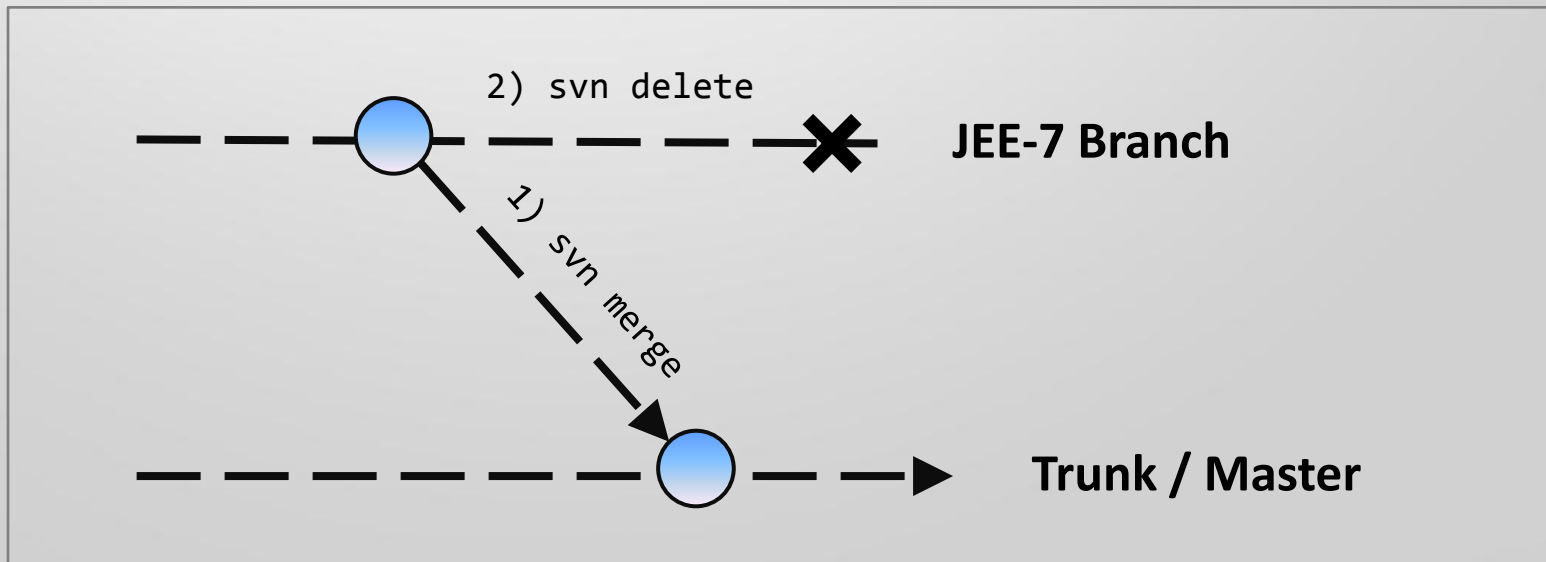 2) svn delete
JEE-7 Branch
1) svn merge
Trunk / Master